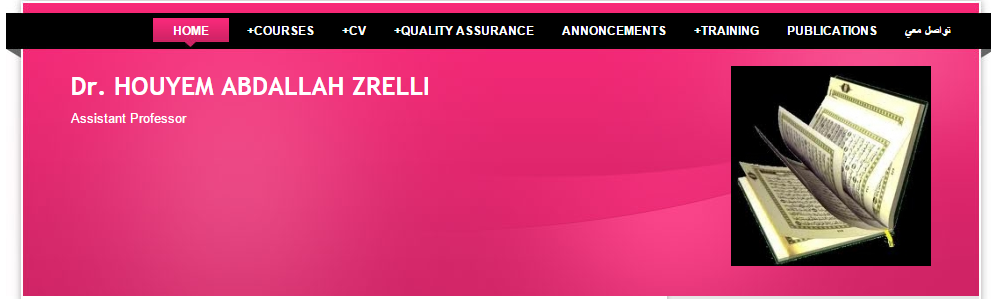 HOME +COURSES +CV +QUALITY ASSURANCE ANNONCEMENTS +TRAINING PUBLICATIONS تواصل معي
Dr. HOUYEM ABDALLAH ZRELLI
Assistant Professor